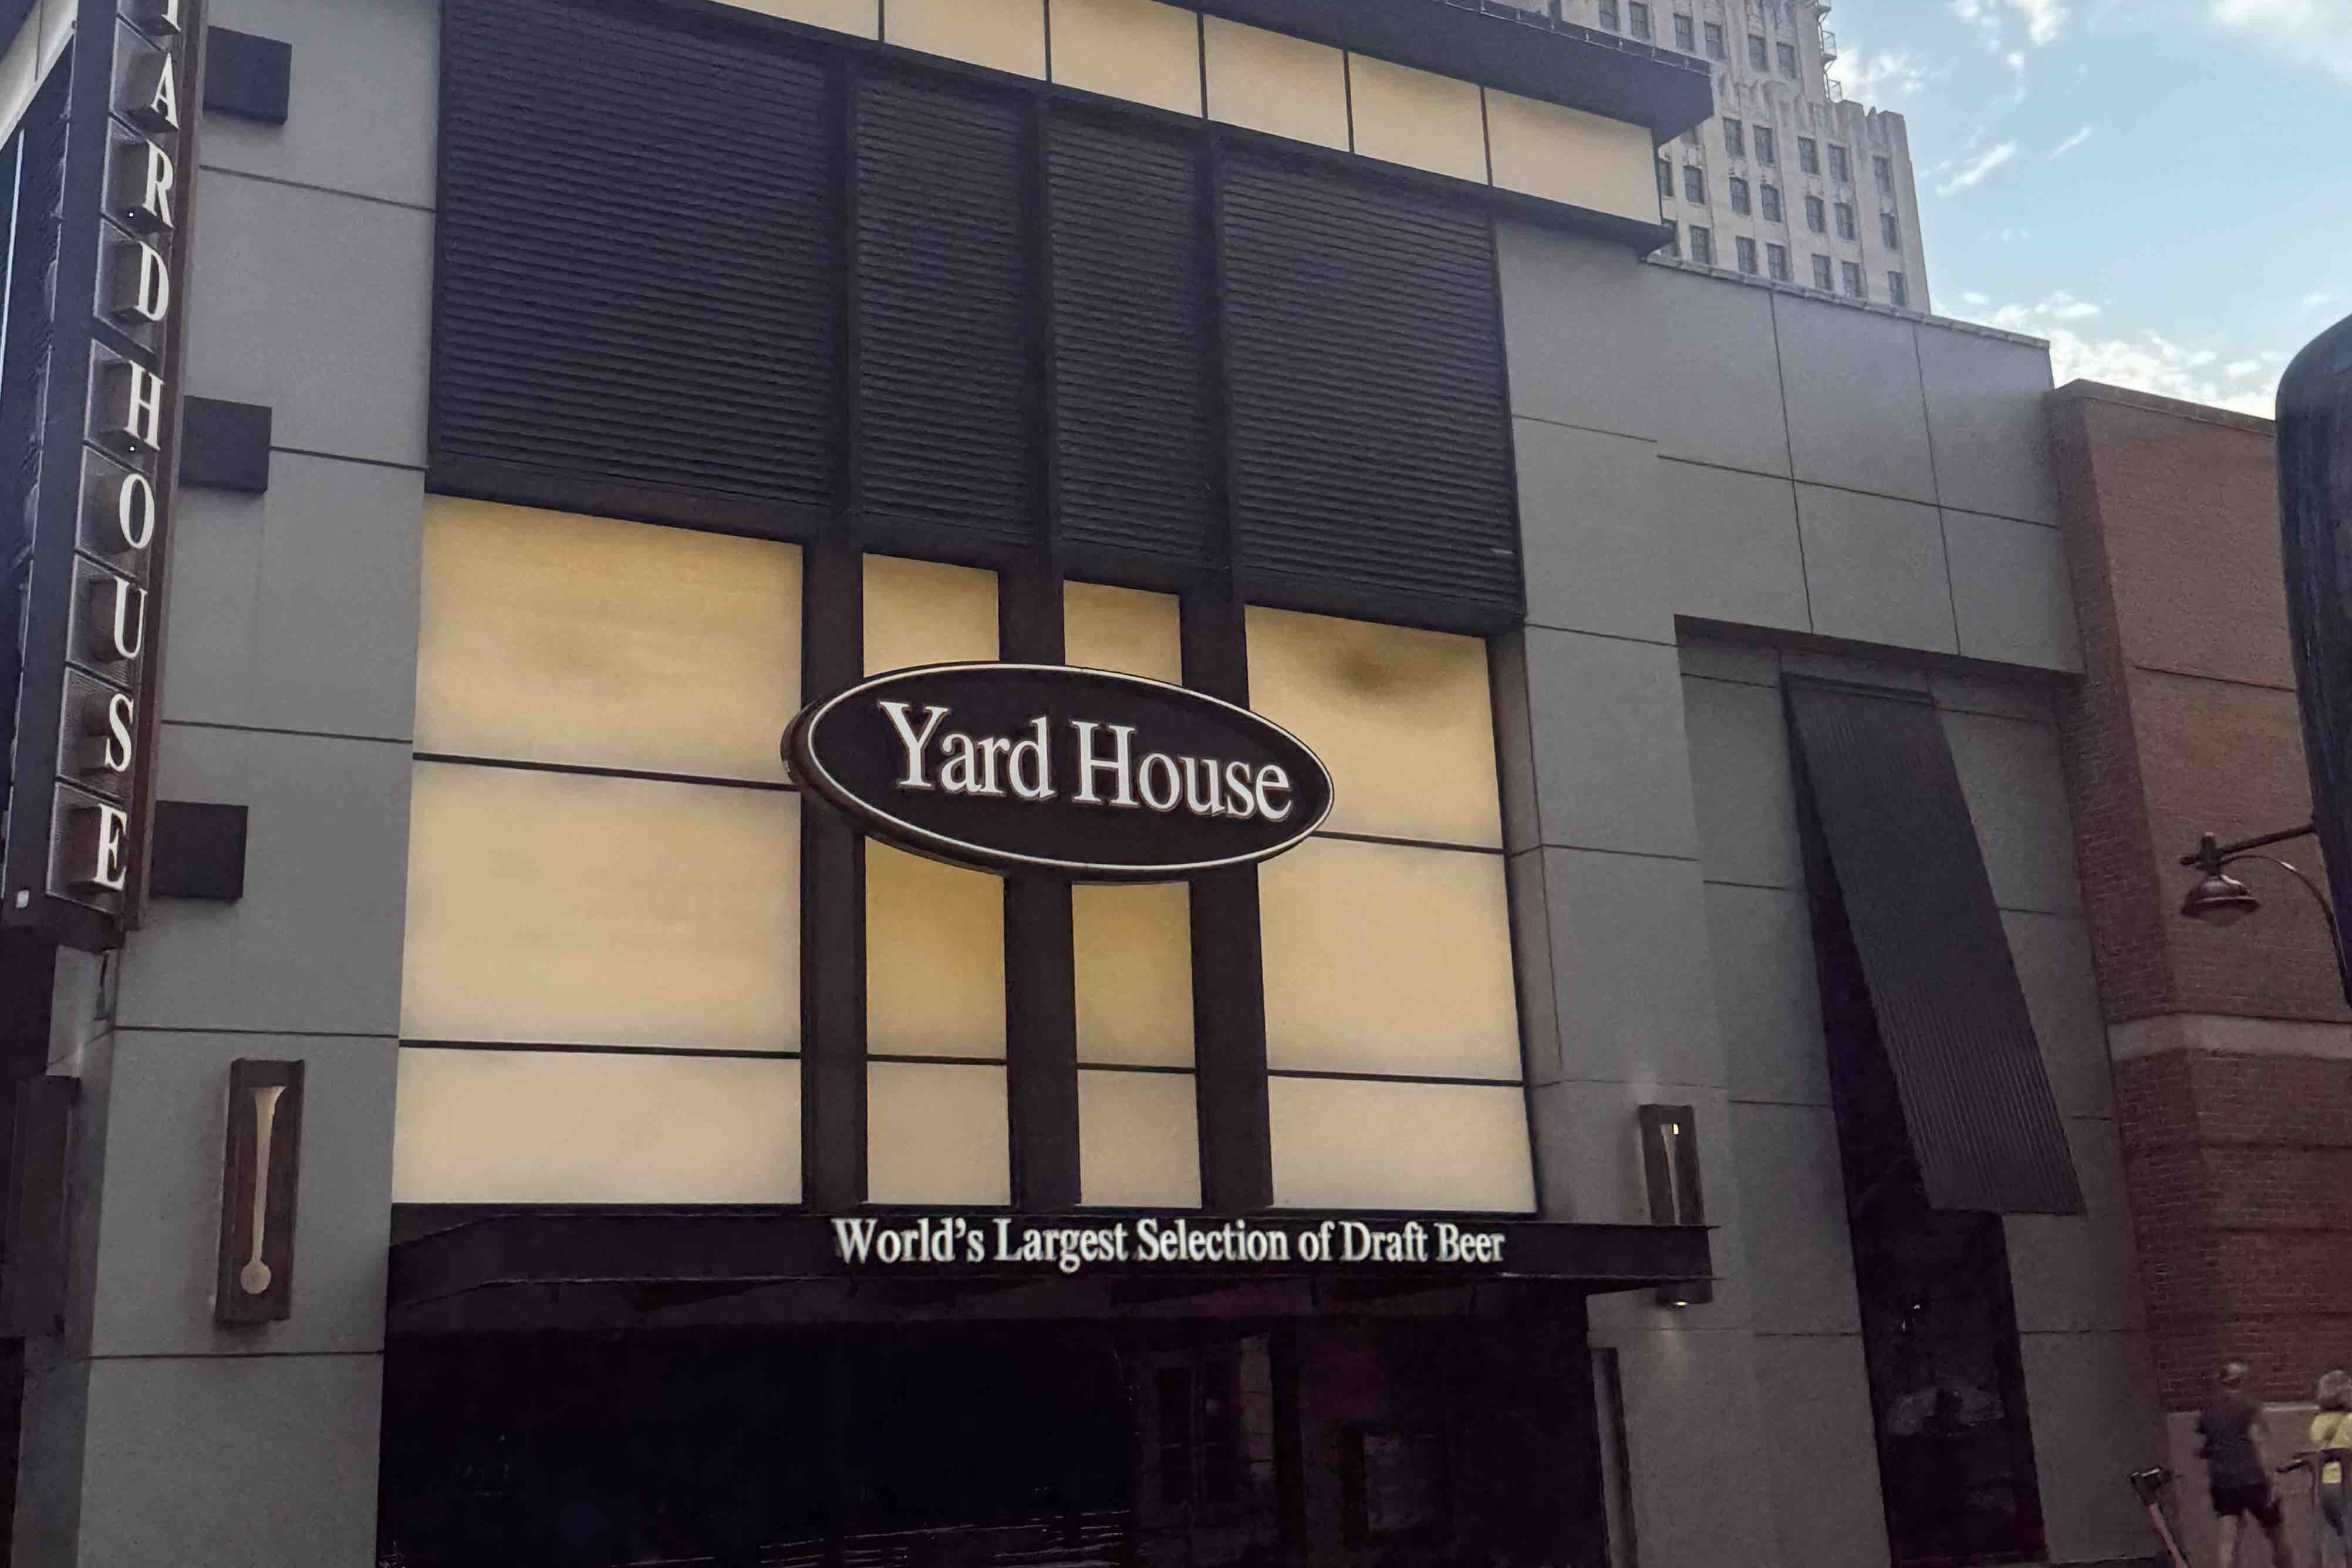 YARD HOUSE
Yard House
World's Largest Selection of Draft Beer